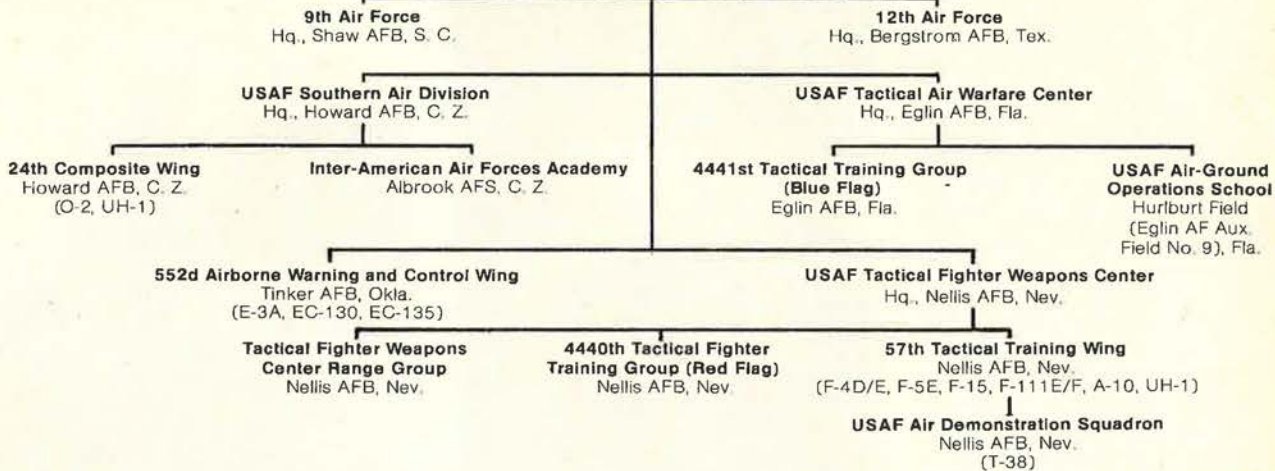 9th Air Force
Hq., Shaw AFB, S. C.
12th Air Force
Hq., Bergstrom AFB, Tex.
USAF Southern Air Division
Hq., Howard AFB, C. Z.
USAF Tactical Air Warfare Center
Hq., Eglin AFB, Fla.
24th Composite Wing
Howard AFB, C. Z.
(O-2, UH-1)
Inter-American Air Forces Academy
Albrook AFS, C. Z.
4441st Tactical Training Group
(Blue Flag)
Eglin AFB, Fla.
USAF Air-Ground
Operations School
Hurlburt Field
(Eglin AF Aux.
Field No. 9), Fla.
552d Airborne Warning and Control Wing
Tinker AFB, Okla.
(E-3A, EC-130, EC-135)
USAF Tactical Fighter Weapons Center
Hq., Nellis AFB, Nev.
Tactical Fighter Weapons
Center Range Group
Nellis AFB, Nev.
4440th Tactical Fighter
Training Group (Red Flag)
Nellis AFB, Nev.
57th Tactical Training Wing
Nellis AFB, Nev.
(F-4D/E, F-5E, F-15, F-111E/F, A-10, UH-1)
USAF Air Demonstration Squadron
Nellis AFB, Nev.
(T-38)